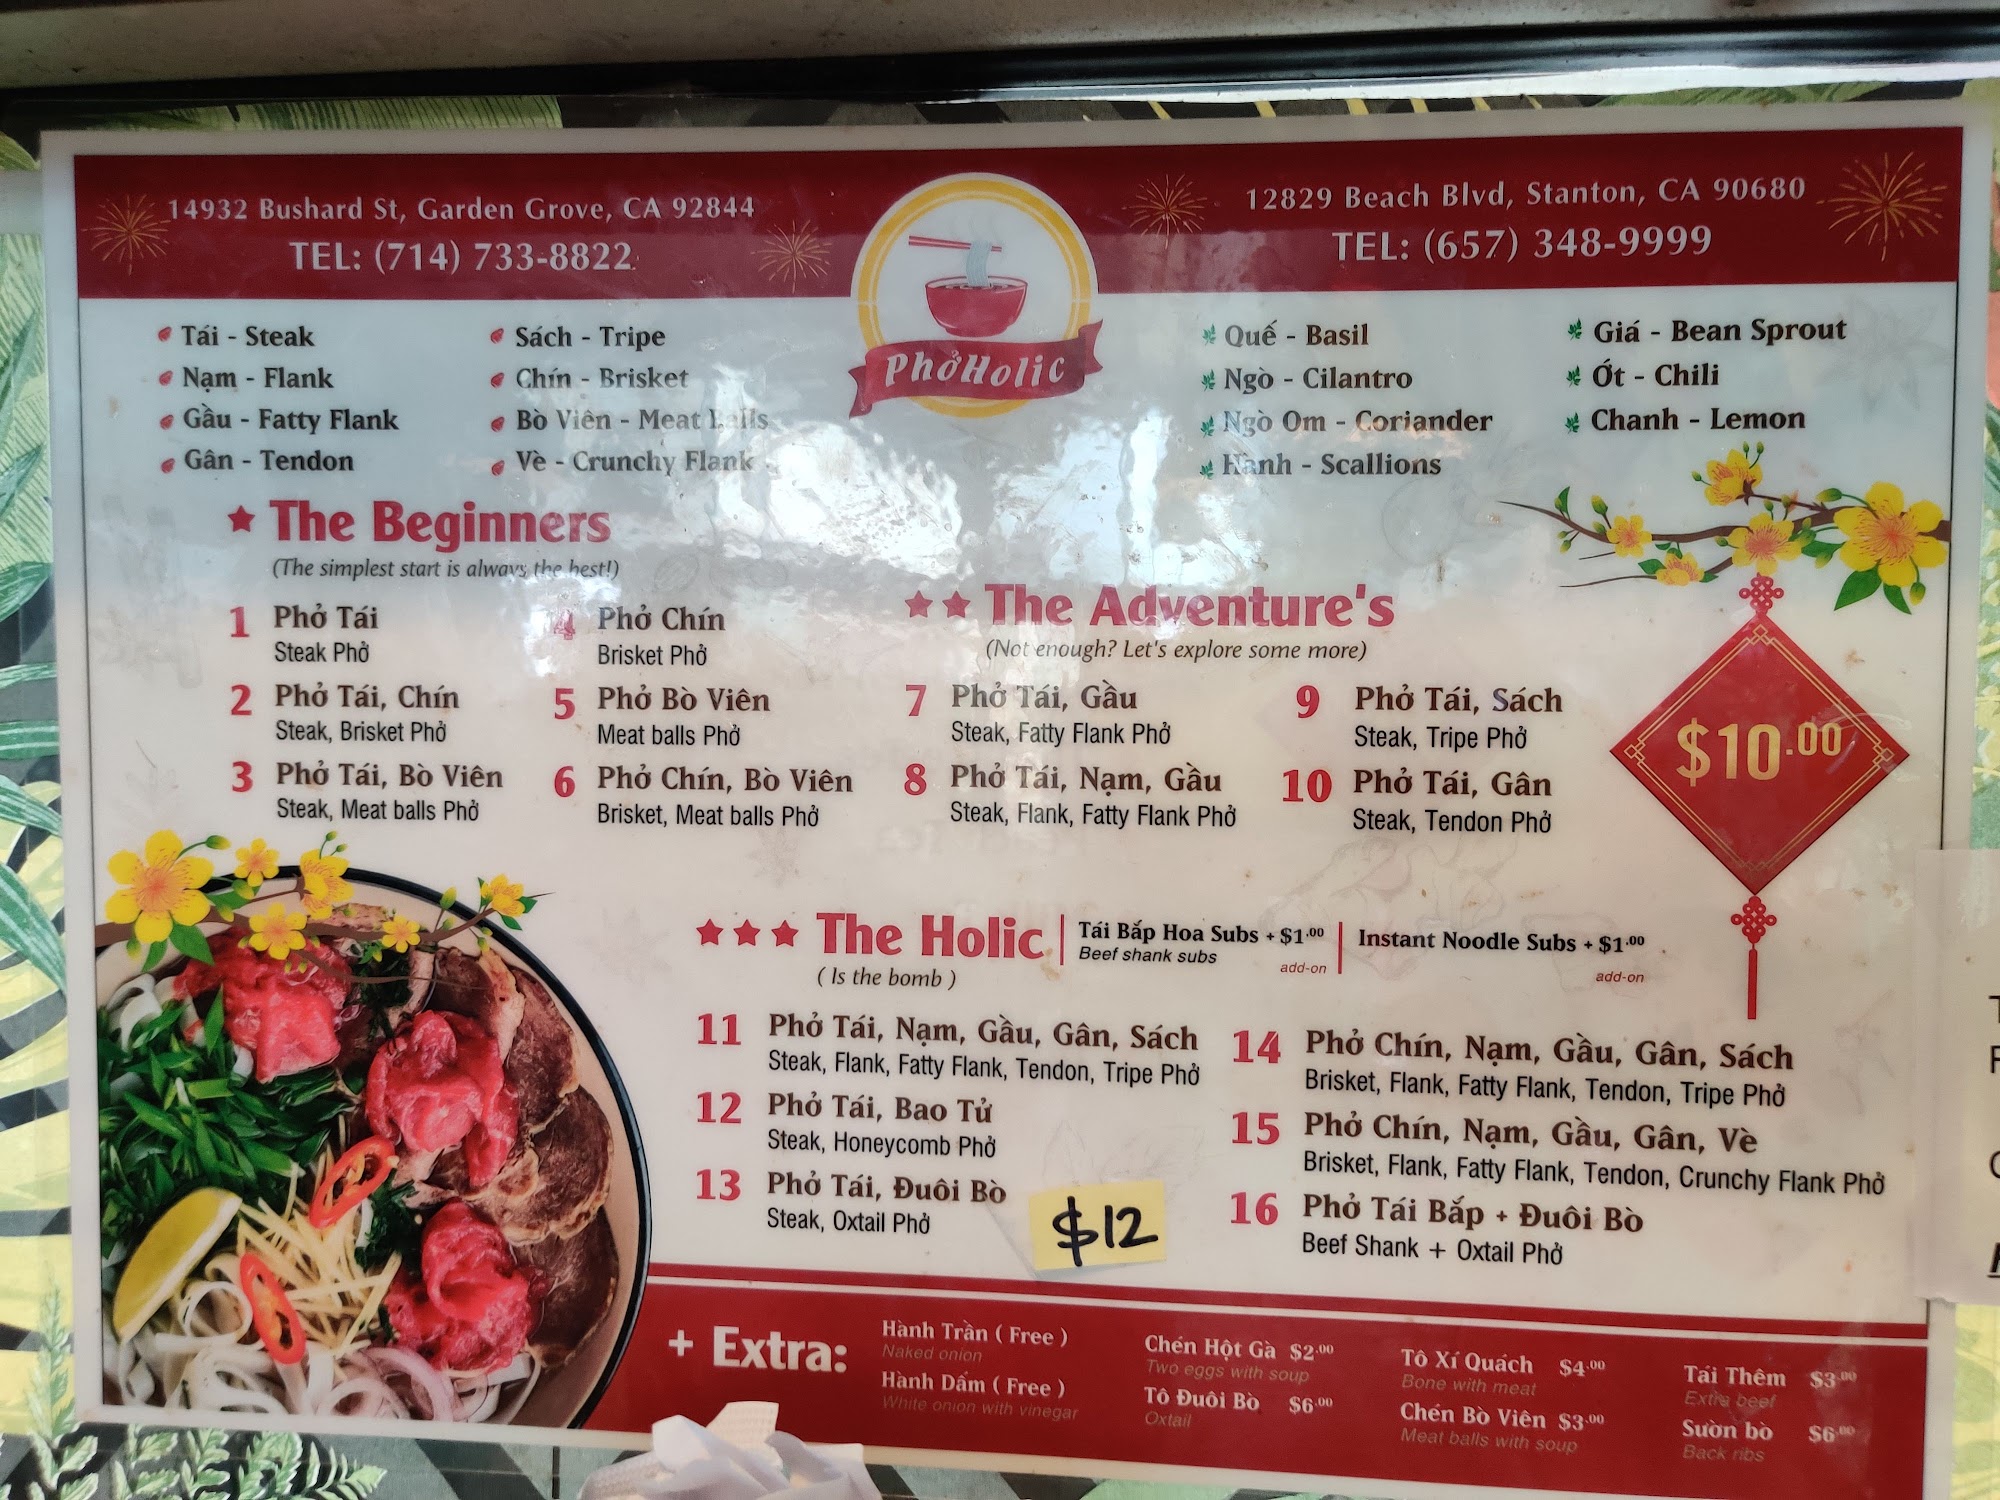 14932 Bushard St, Garden Grove, CA 92844
TEL: (714) 733-8822
PhởHolic
12829 Beach Blvd, Stanton, CA 90680
TEL: (657) 348-9999
Tái - Steak
Nạm - Flank
Gầu - Fatty Flank
Gân - Tendon
Sách - Tripe
Chín - Brisket
Bò Viên - Meat Balls
Vè - Crunchy Flank
Quế - Basil
Ngò - Cilantro
Ngò Om - Coriander
Hành - Scallions
Giá - Bean Sprout
Ớt - Chili
Chanh - Lemon
The Beginners
(The simplest start is always the best!)
1 Phở Tái
Steak Phở
2 Phở Tái, Chín
Steak, Brisket Phở
3 Phở Tái, Bò Viên
Steak, Meat balls Phở
4 Phở Chín
Brisket Phở
5 Phở Bò Viên
Meat balls Phở
6 Phở Chín, Bò Viên
Brisket, Meat balls Phở
The Adventure's
(Not enough? Let's explore some more)
7 Phở Tái, Gầu
Steak, Fatty Flank Phở
8 Phở Tái, Nạm, Gầu
Steak, Flank, Fatty Flank Phở
9 Phở Tái, Sách
Steak, Tripe Phở
10 Phở Tái, Gân
Steak, Tendon Phở
$10.00
The Holic
( Is the bomb )
Tái Bắp Hoa Subs + $1.00
Beef shank subs
add-on
Instant Noodle Subs + $1.00
add-on
11 Phở Tái, Nạm, Gầu, Gân, Sách
Steak, Flank, Fatty Flank, Tendon, Tripe Phở
12 Phở Tái, Bao Tử
Steak, Honeycomb Phở
13 Phở Tái, Đuôi Bò
Steak, Oxtail Phở
$12
14 Phở Chín, Nạm, Gầu, Gân, Sách
Brisket, Flank, Fatty Flank, Tendon, Tripe Phở
15 Phở Chín, Nạm, Gầu, Gân, Vè
Brisket, Flank, Fatty Flank, Tendon, Crunchy Flank Phở
16 Phở Tái Bắp + Đuôi Bò
Beef Shank + Oxtail Phở
+ Extra:
Hành Trần ( Free )
Naked onion
Hành Dấm ( Free )
White onion with vinegar
Chén Hột Gà $2.00
Two eggs with soup
Tô Đuôi Bò $6.00
Oxtail
Tô Xí Quách $4.00
Bone with meat
Chén Bò Viên $3.00
Meat balls with soup
Tái Thêm $3.00
Extra beef
Sườn bò $6.00
Back ribs